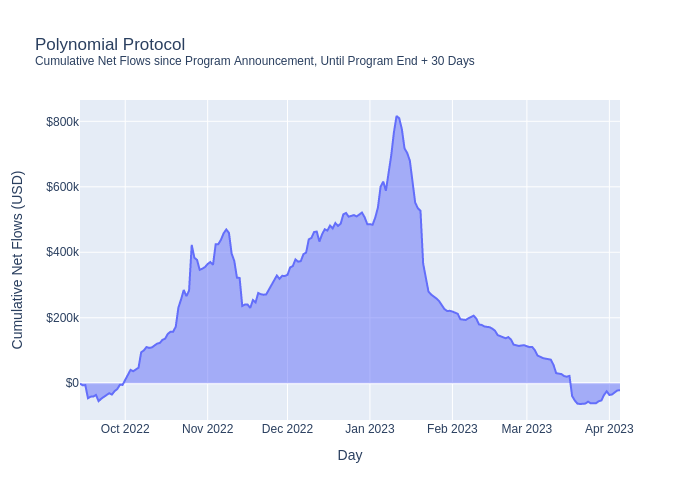 Polynomial Protocol
Cumulative Net Flows since Program Announcement, Until Program End + 30 Days
Cumulative Net Flows (USD)
$800k
$600k
$400k
$200k
$0
Oct 2022
Nov 2022
Dec 2022
Jan 2023
Feb 2023
Mar 2023
Apr 2023
Day